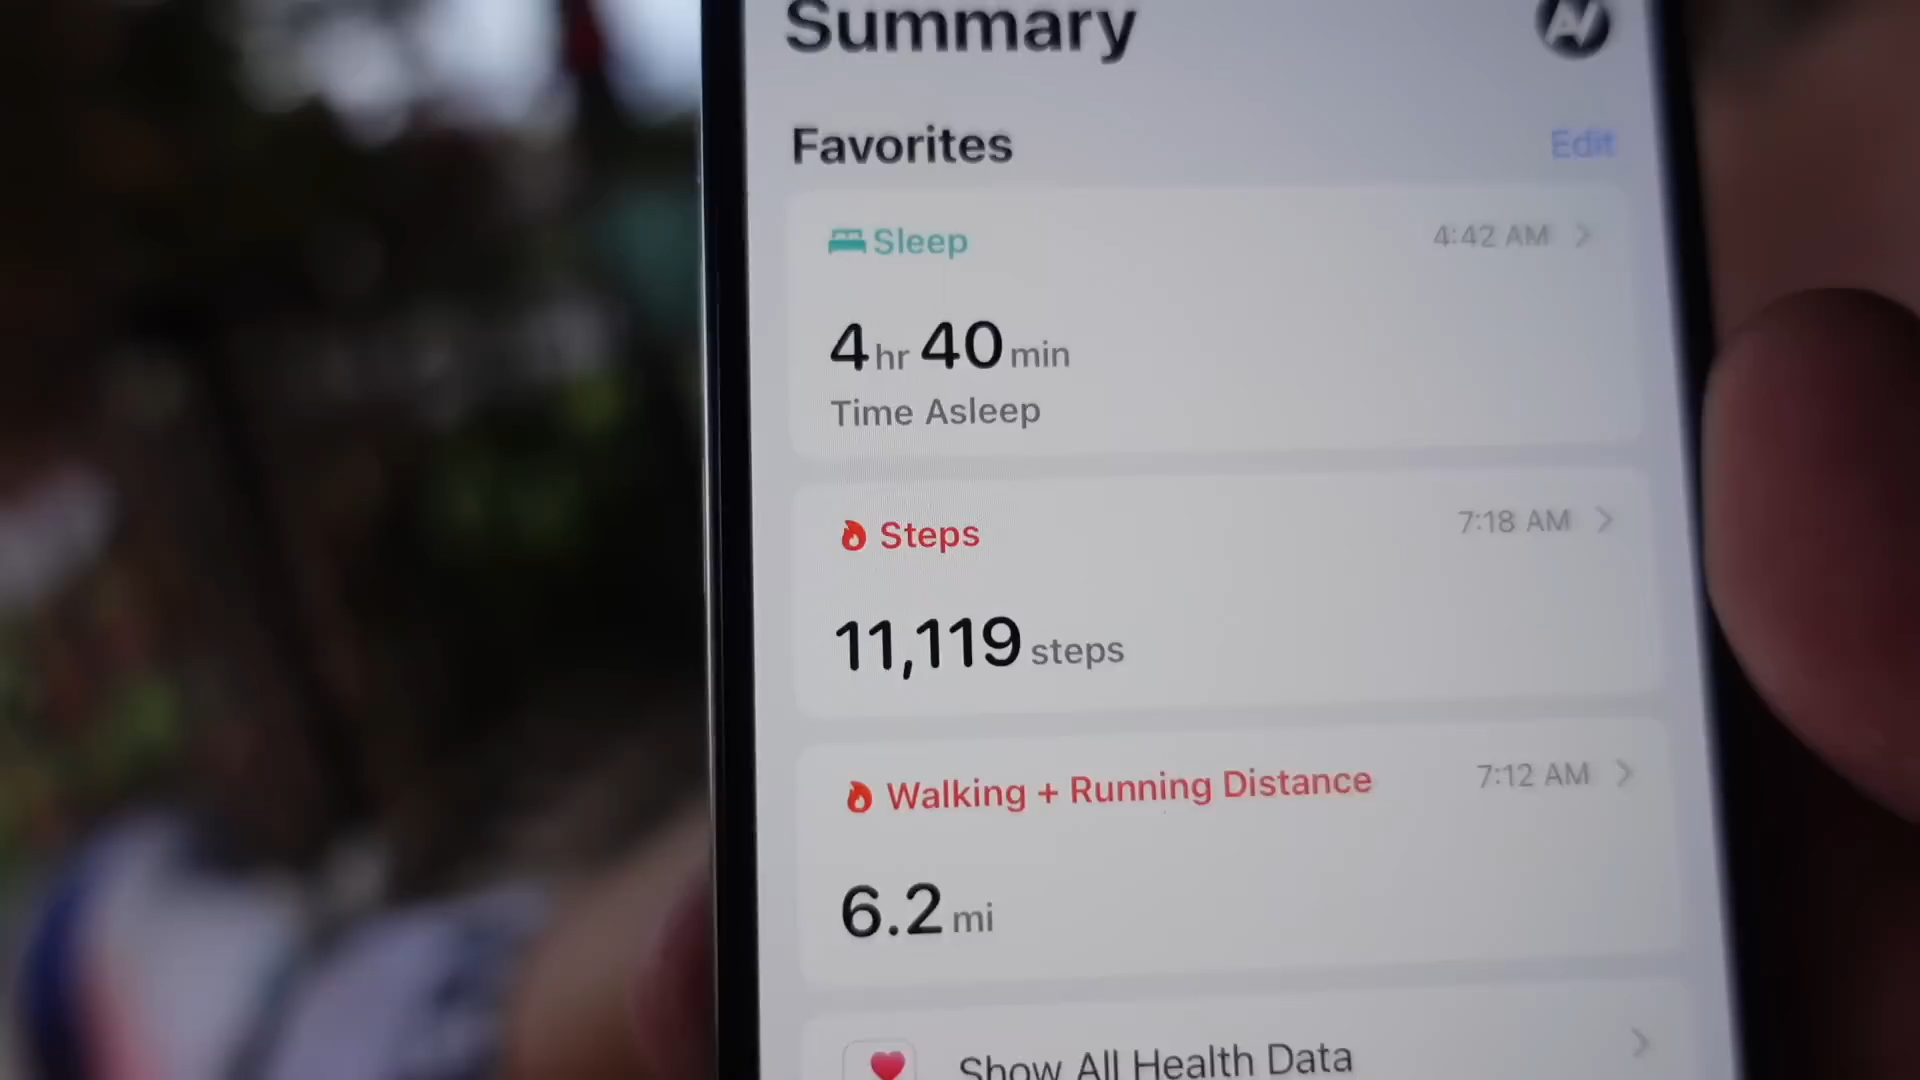 Summary
Favorites
Edit
Sleep
4:42 AM
4 hr 40 min
Time Asleep
Steps
7:18 AM
11,119 steps
Walking + Running Distance
7:12 AM
6.2 mi
Show All Health Data